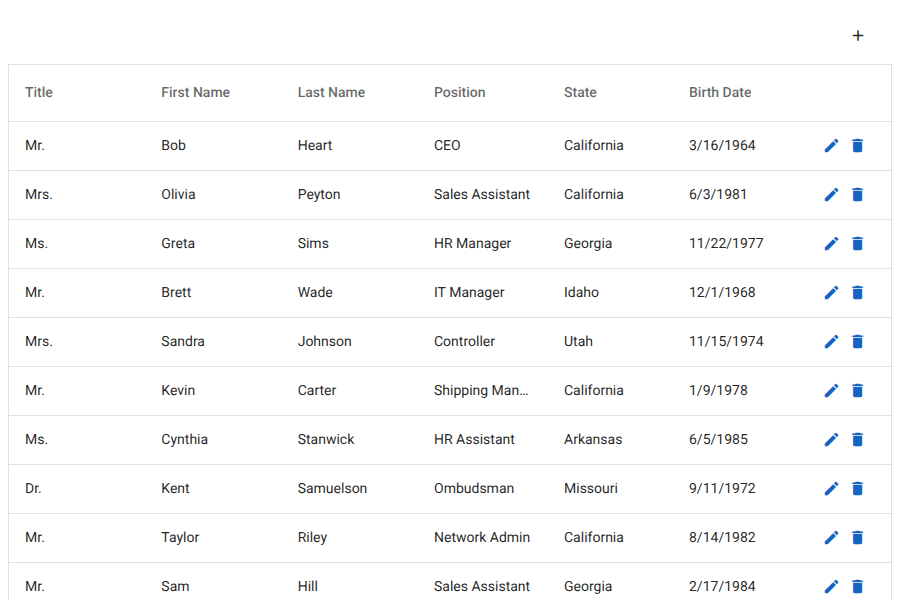 Title First Name Last Name Position State Birth Date
Mr. Bob Heart CEO California 3/16/1964
Mrs. Olivia Peyton Sales Assistant California 6/3/1981
Ms. Greta Sims HR Manager Georgia 11/22/1977
Mr. Brett Wade IT Manager Idaho 12/1/1968
Mrs. Sandra Johnson Controller Utah 11/15/1974
Mr. Kevin Carter Shipping Man... California 1/9/1978
Ms. Cynthia Stanwick HR Assistant Arkansas 6/5/1985
Dr. Kent Samuelson Ombudsman Missouri 9/11/1972
Mr. Taylor Riley Network Admin California 8/14/1982
Mr. Sam Hill Sales Assistant Georgia 2/17/1984